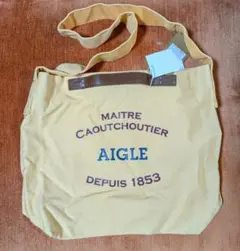 MAITRE
CAOUTCHOUTIER
AIGLE
DEPUIS 1853